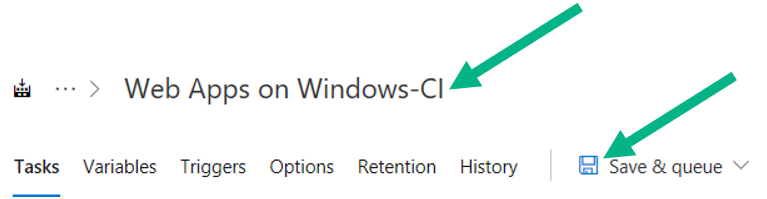 ··· > Web Apps on Windows-CI
Tasks Variables Triggers Options Retention History Save & queue